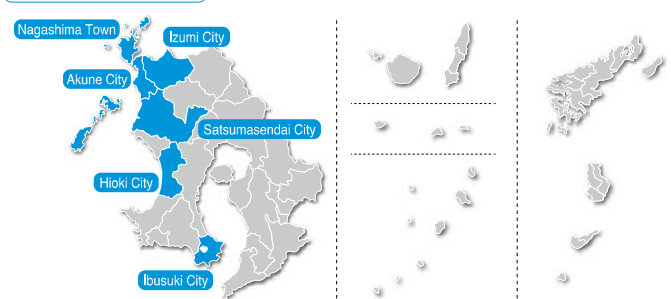 Nagashima Town
Izumi City
Akune City
Satsumasendai City
Hioki City
Ibusuki City